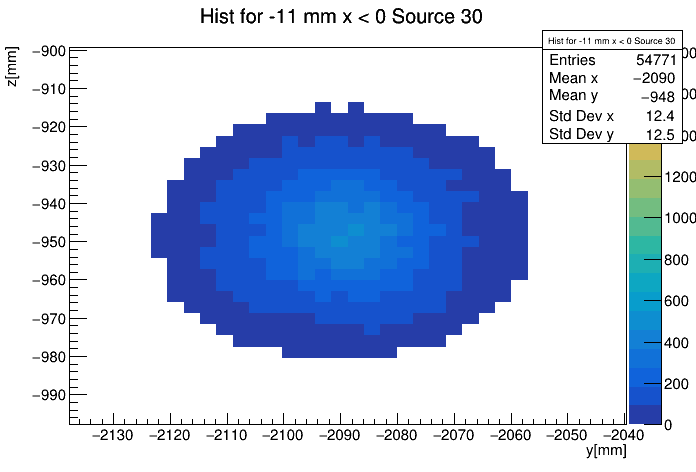 Hist for -11 mm x < 0 Source 30
Hist for -11 mm x < 0 Source 30
Entries 54771
Mean x −2090
Mean y −948
Std Dev x 12.4
Std Dev y 12.5
z[mm]
−900
−910
−920
−930
−940
−950
−960
−970
−980
−990
1200
1000
800
600
400
200
0
−2130 −2120 −2110 −2100 −2090 −2080 −2070 −2060 −2050 −2040
y[mm]